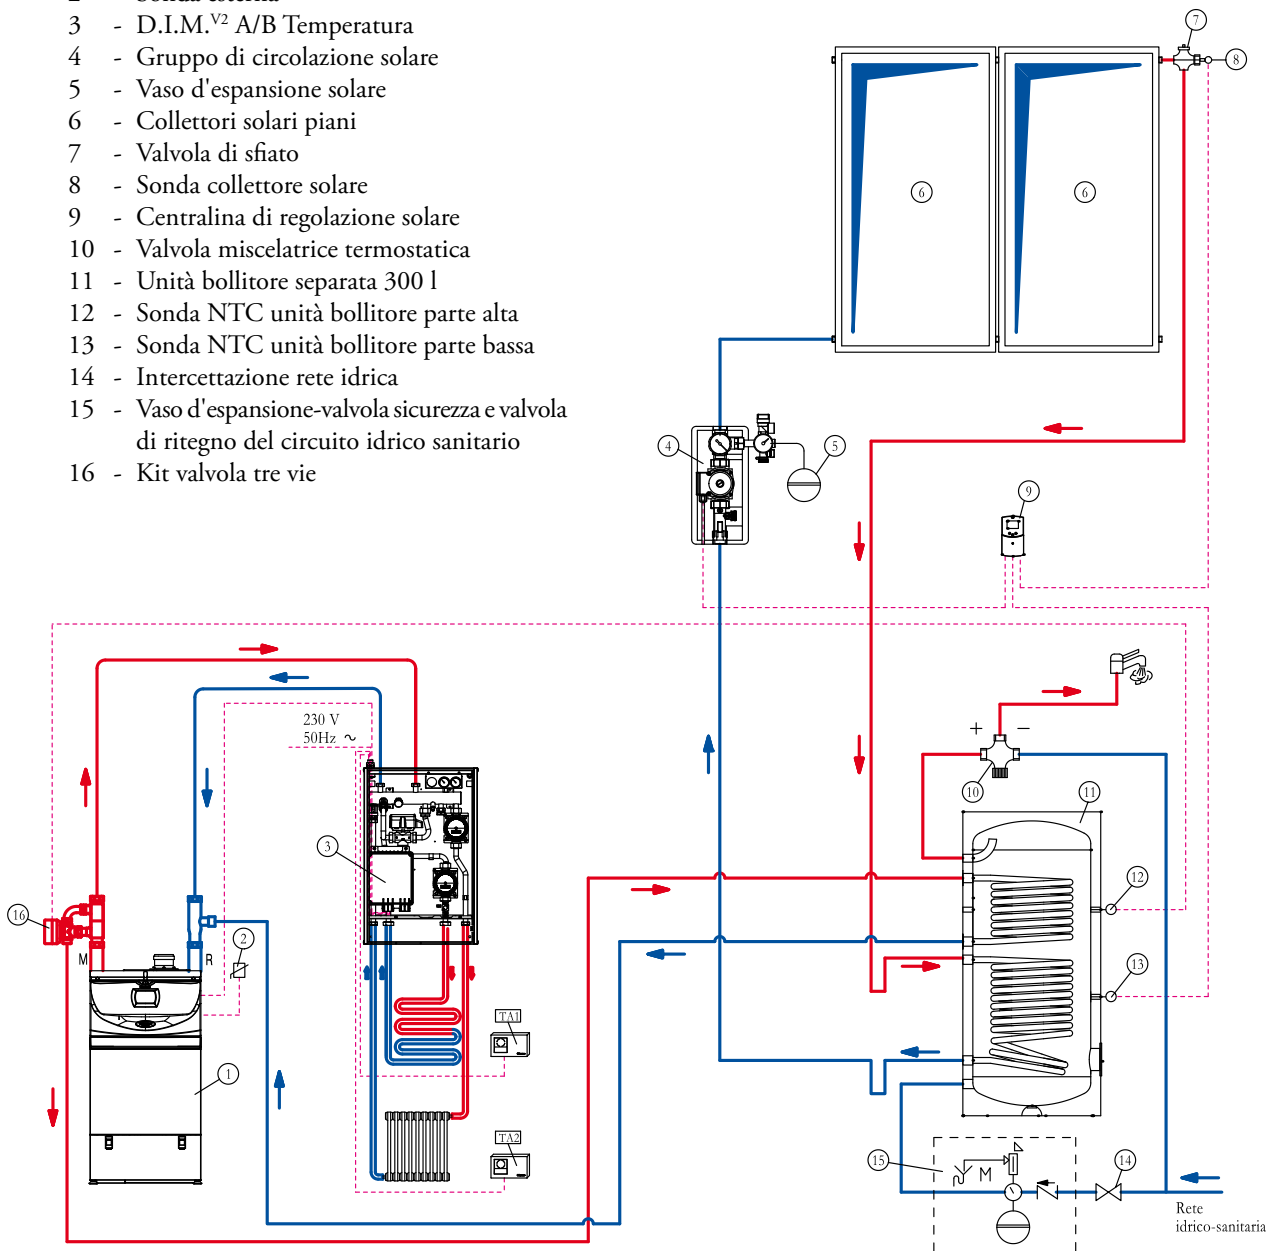 3 - D.I.M.V2 A/B Temperatura
4 - Gruppo di circolazione solare
5 - Vaso d'espansione solare
6 - Collettori solari piani
7 - Valvola di sfiato
8 - Sonda collettore solare
9 - Centralina di regolazione solare
10 - Valvola miscelatrice termostatica
11 - Unità bollitore separata 300 l
12 - Sonda NTC unità bollitore parte alta
13 - Sonda NTC unità bollitore parte bassa
14 - Intercettazione rete idrica
15 - Vaso d'espansione-valvola sicurezza e valvola
di ritegno del circuito idrico sanitario
16 - Kit valvola tre vie
7
8
6
6
4
5
9
230 V
50Hz ~
+ −
10
11
3
12
16
2
M
R
13
TA1
1
TA2
15
M
14
Rete
idrico-sanitaria